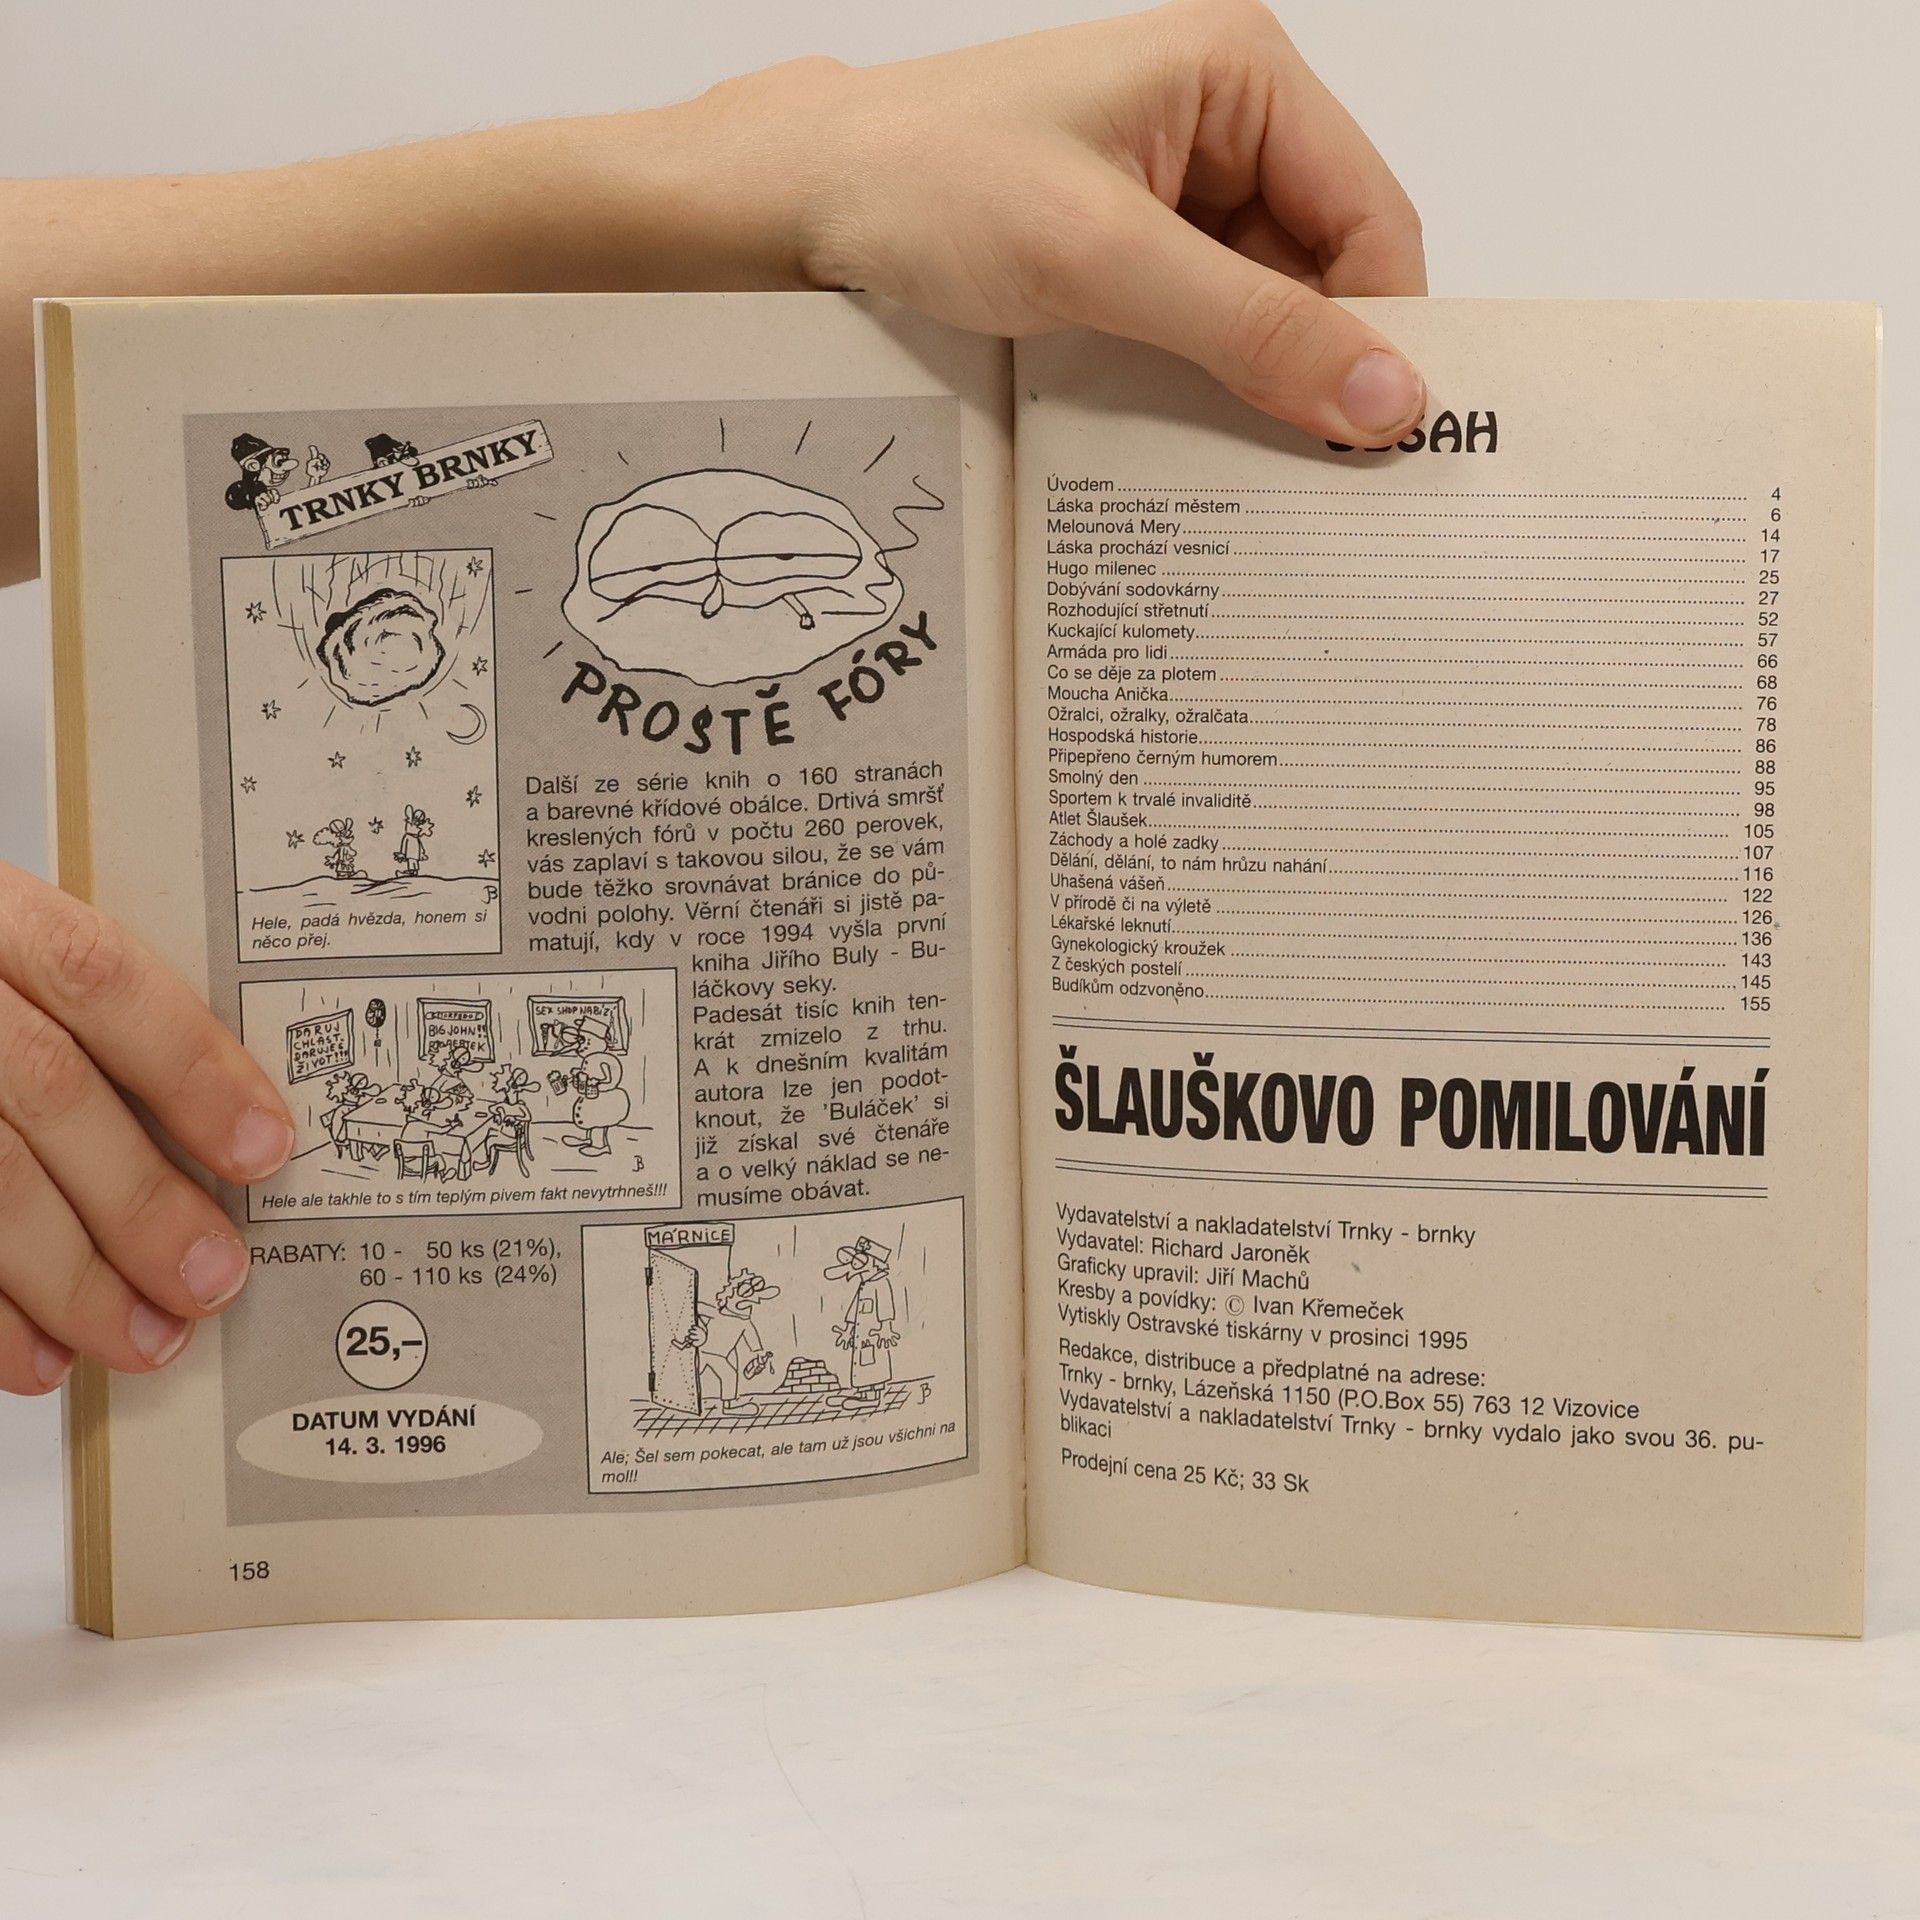 TRNKY BRNKY
PROSTĚ FÓRY
Hele, padá hvězda, honem si
něco přej.
Další ze série knih o 160 stranách
a barevné křídové obálce. Drtivá smršť
kreslených fórů v počtu 260 perovek,
vás zaplaví s takovou silou, že se vám
bude těžko srovnávat bránice do pů-
vodni polohy. Věrní čtenáři si jistě pa-
matují, kdy v roce 1994 vyšla první
kniha Jiřího Buly - Bu-
láčkovy seky.
Padesát tisíc knih ten-
krát zmizelo z trhu.
A k dnešním kvalitám
autora lze jen podot-
knout, že 'Buláček' si
již získal své čtenáře
a o velký náklad se ne-
musíme obávat.
DARUJ
CHLAST.
DARUJEŠ
ŽIVOT!!!
BIG JOHN!!
SEX SHOP NABÍZÍ
Hele ale takhle to s tím teplým pivem fakt nevytrhneš!!!
RABATY: 10 - 50 ks (21%),
60 - 110 ks (24%)
25,–
DATUM VYDÁNÍ
14. 3. 1996
MÁRNICE
Ale; Šel sem pokecat, ale tam už jsou všichni na
mol!!
158
SAH
Úvodem 4
Láska prochází městem 6
Melounová Mery 14
Láska prochází vesnicí 17
Hugo milenec 25
Dobývání sodovkárny 27
Rozhodující střetnutí 52
Kuckající kulomety 57
Armáda pro lidi 66
Co se děje za plotem 68
Moucha Anička 76
Ožralci, ožralky, ožralčata 78
Hospodská historie 86
Připepřeno černým humorem 88
Smolný den 95
Sportem k trvalé invaliditě 98
Atlet Šlaušek 105
Záchody a holé zadky 107
Dělání, dělání, to nám hrůzu nahání 116
Uhašená vášeň 122
V přírodě či na výletě 126
Lékařské leknutí 136
Gynekologický kroužek 143
Z českých postelí 145
Budíkům odzvoněno 155
ŠLAUŠKOVO POMILOVÁNÍ
Vydavatelství a nakladatelství Trnky - brnky
Vydavatel: Richard Jaroněk
Graficky upravil: Jiří Machů
Kresby a povídky: © Ivan Křemeček
Vytiskly Ostravské tiskárny v prosinci 1995
Redakce, distribuce a předplatné na adrese:
Trnky - brnky, Lázeňská 1150 (P.O.Box 55) 763 12 Vizovice
Vydavatelství a nakladatelství Trnky - brnky vydalo jako svou 36. pu-
blikaci
Prodejní cena 25 Kč; 33 Sk